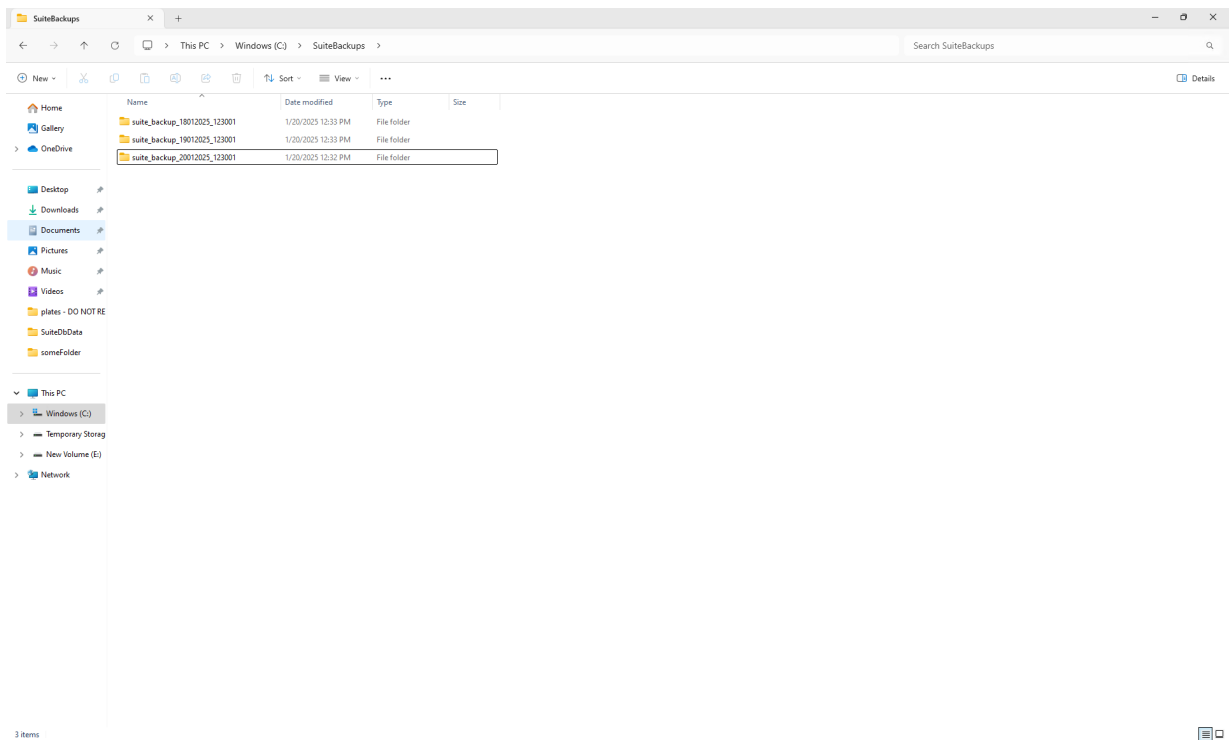 SuiteBackups
This PC > Windows (C:) > SuiteBackups >
Search SuiteBackups
New
Sort
View
Details
Name Date modified Type Size
suite_backup_18012025_123001 1/20/2025 12:33 PM File folder
suite_backup_19012025_123001 1/20/2025 12:33 PM File folder
suite_backup_20012025_123001 1/20/2025 12:32 PM File folder
Home
Gallery
OneDrive
Desktop
Downloads
Documents
Pictures
Music
Videos
plates - DO NOT RE
SuiteDbData
someFolder
This PC
Windows (C:)
Temporary Storag
New Volume (E:)
Network
3 items